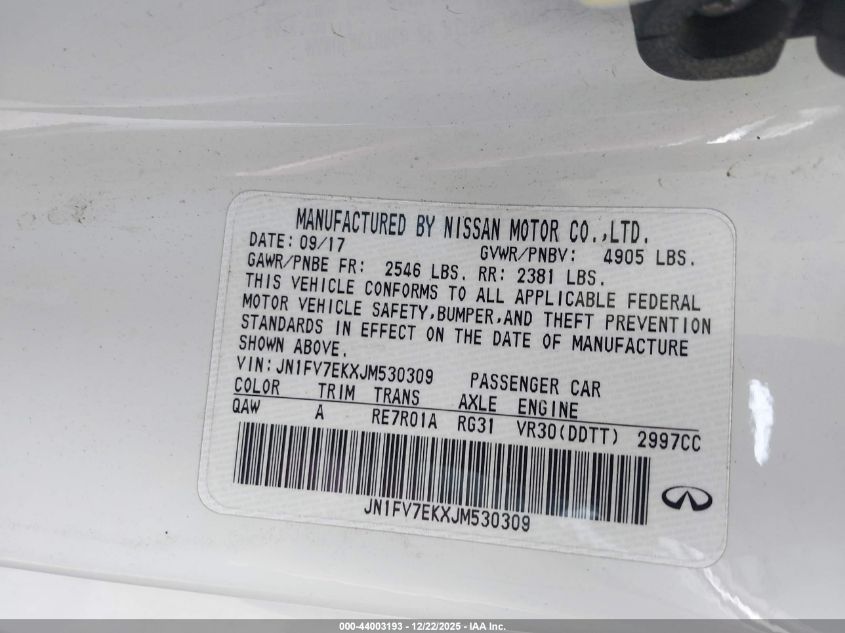 MANUFACTURED BY NISSAN MOTOR CO.,LTD.
DATE: 09/17 GVWR/PNBV: 4905 LBS.
GAWR/PNBE FR: 2546 LBS. RR: 2381 LBS.
THIS VEHICLE CONFORMS TO ALL APPLICABLE FEDERAL
MOTOR VEHICLE SAFETY,BUMPER,AND THEFT PREVENTION
STANDARDS IN EFFECT ON THE DATE OF MANUFACTURE
SHOWN ABOVE.
VIN: JN1FV7EKXJM530309 PASSENGER CAR
COLOR TRIM TRANS AXLE ENGINE
QAW A RE7R01A RG31 VR30(DDTT) 2997CC
JN1FV7EKXJM530309
000-44003193 - 12/22/2025 - IAA Inc.